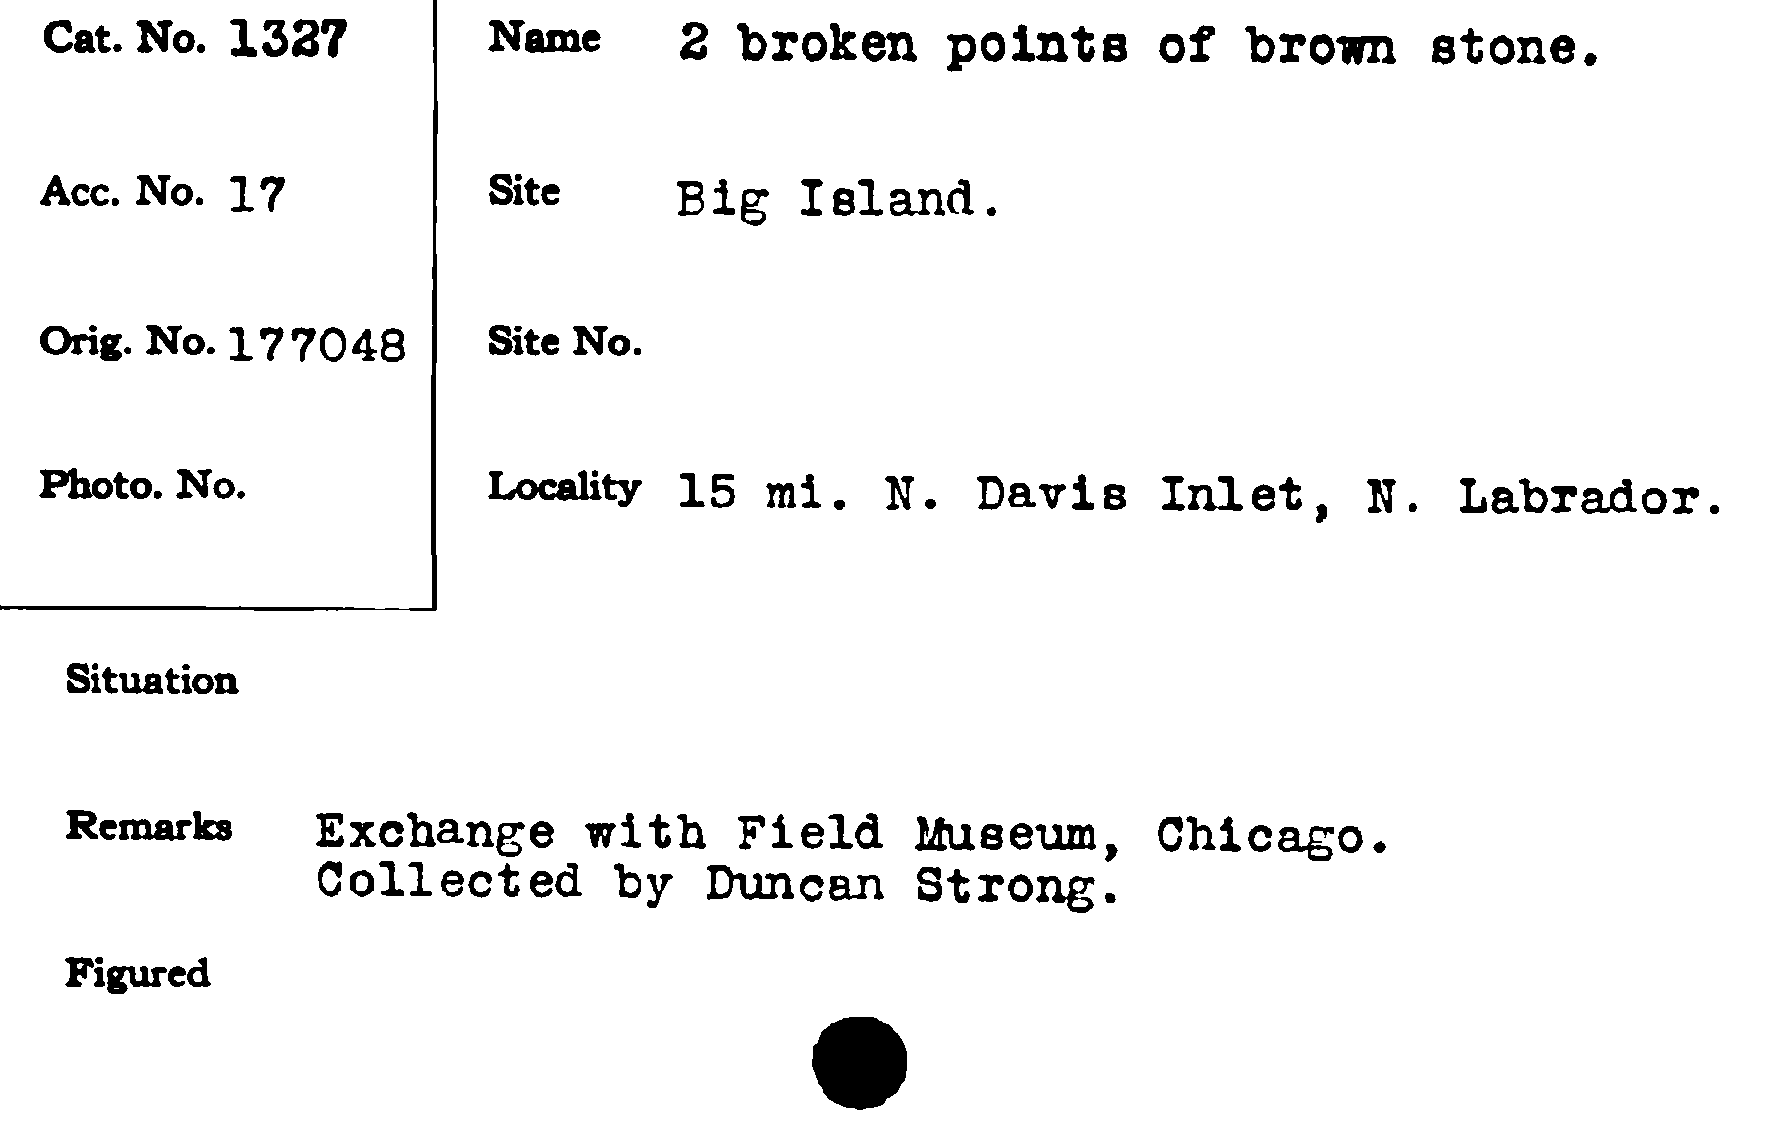 Cat. No. 1327
Name 2 broken points of brown stone.
Acc. No. 17
Site Big Island.
Orig. No. 177048
Site No.
Photo. No.
Locality 15 mi. N. Davis Inlet, N. Labrador.
Situation
Remarks Exchange with Field Museum, Chicago.
Collected by Duncan Strong.
Figured